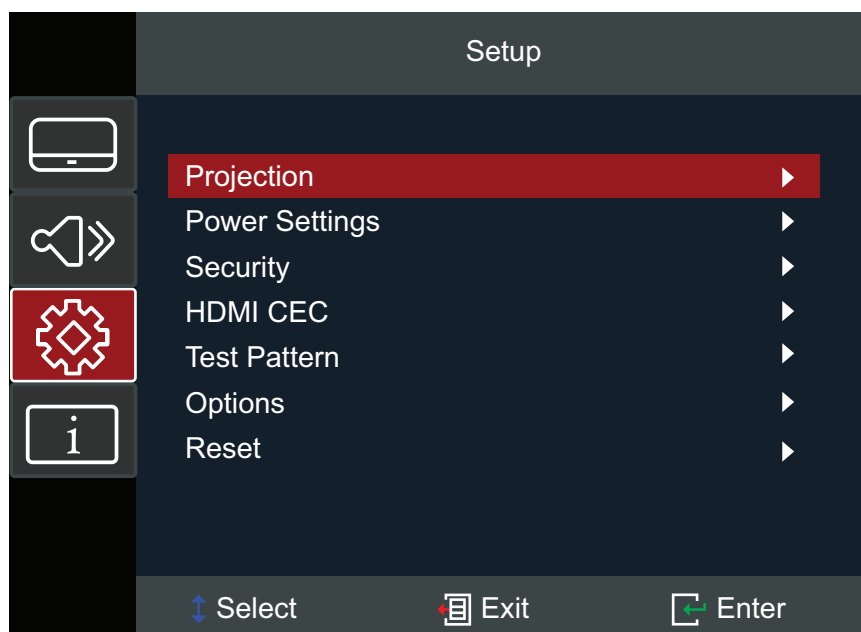 Setup
Projection
Power Settings
Security
HDMI CEC
Test Pattern
Options
i
Reset
Select Exit Enter